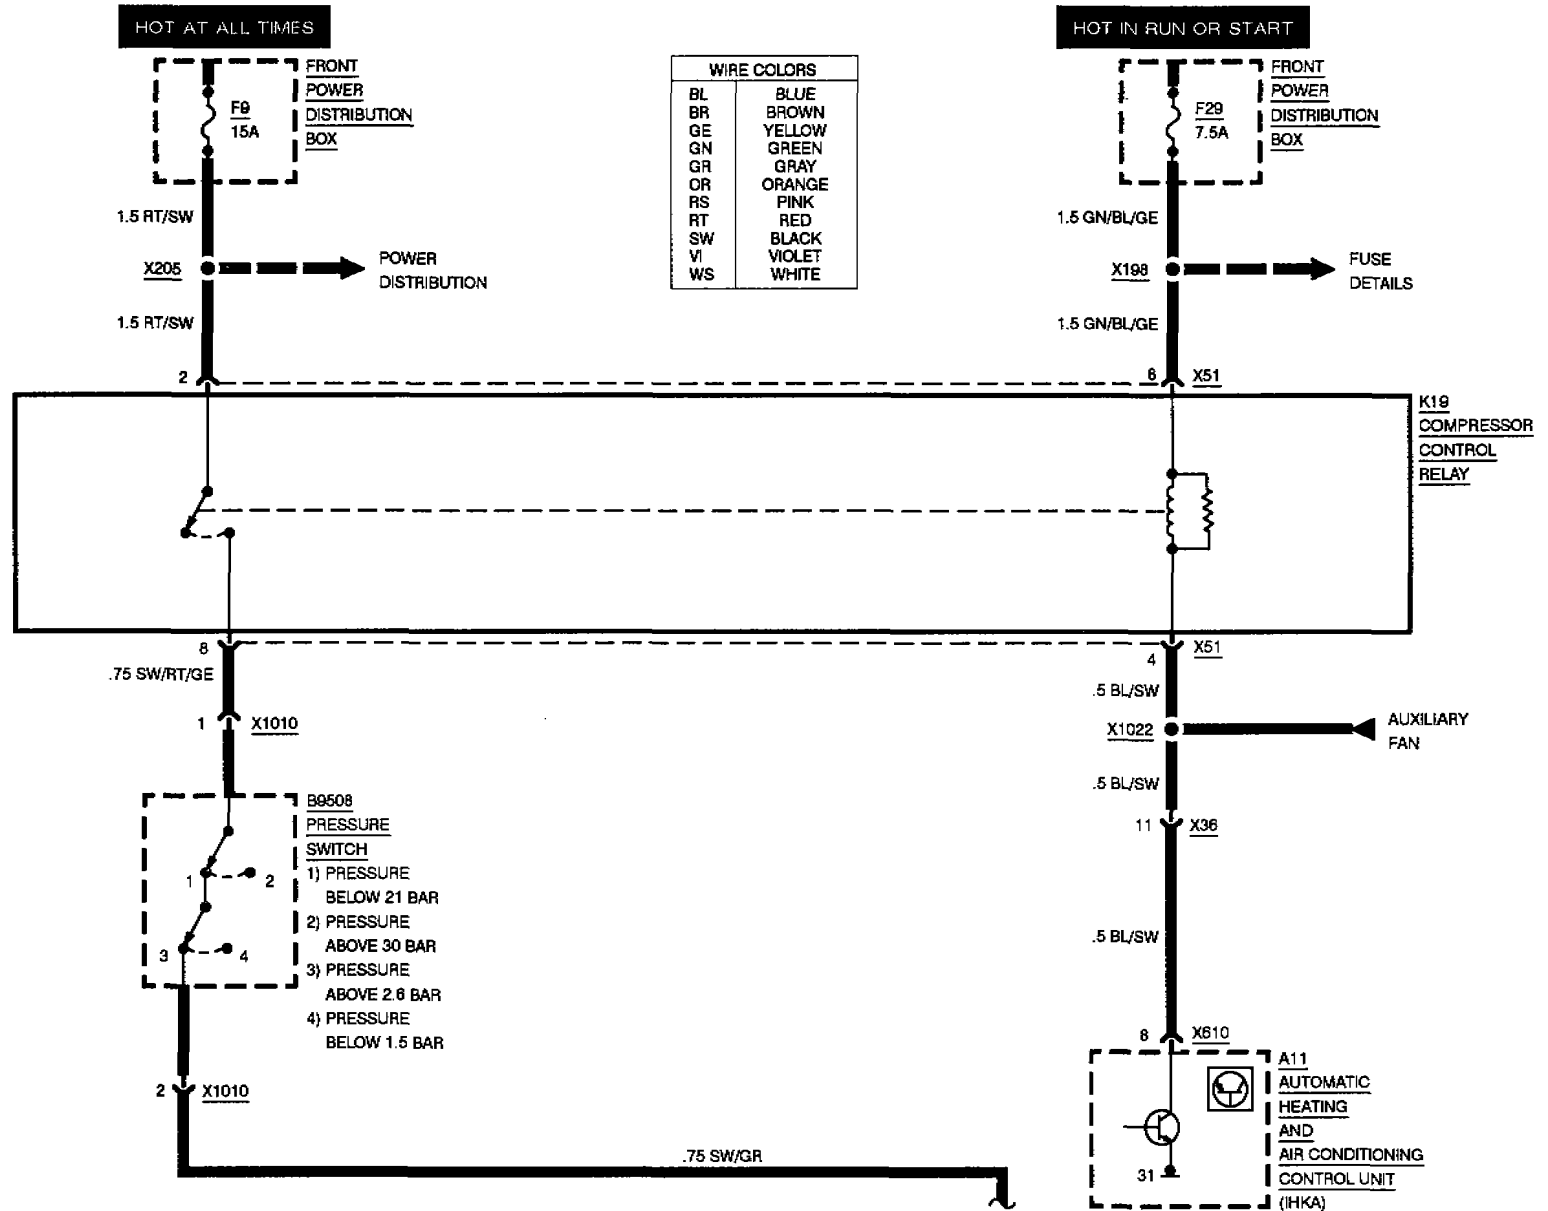 HOT AT ALL TIMES
HOT IN RUN OR START
FRONT
POWER
DISTRIBUTION
BOX
F9
15A
WIRE COLORS
BL BLUE
BR BROWN
GE YELLOW
GN GREEN
GR GRAY
OR ORANGE
RS PINK
RT RED
SW BLACK
VI VIOLET
WS WHITE
FRONT
POWER
DISTRIBUTION
BOX
F29
7.5A
1.5 RT/SW
1.5 GN/BL/GE
X205
POWER
DISTRIBUTION
X198
FUSE
DETAILS
1.5 RT/SW
1.5 GN/BL/GE
2
6
X51
K19
COMPRESSOR
CONTROL
RELAY
8
4
X51
.75 SW/RT/GE
.5 BL/SW
1
X1010
X1022
AUXILIARY
FAN
.5 BL/SW
B9508
PRESSURE
SWITCH
1) PRESSURE
BELOW 21 BAR
2) PRESSURE
ABOVE 30 BAR
3) PRESSURE
ABOVE 2.6 BAR
4) PRESSURE
BELOW 1.5 BAR
1
2
3
4
11
X36
.5 BL/SW
8
X610
2
X1010
.75 SW/GR
A11
AUTOMATIC
HEATING
AND
AIR CONDITIONING
CONTROL UNIT
(IHKA)
31